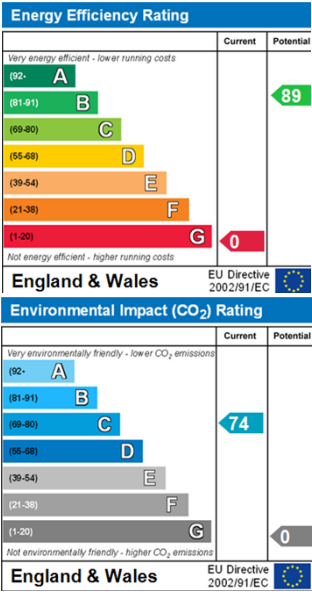 Energy Efficiency Rating
Current Potential
Very energy efficient - lower running costs
(92- A
(81-91) B
89
(69-80) C
(55-68) D
(39-54) E
(21-38) F
(1-20) G
0
Not energy efficient - higher running costs
England & Wales
EU Directive
2002/91/EC
Environmental Impact (CO2) Rating
Current Potential
Very environmentally friendly - lower CO2 emissions
(92- A
(81-91) B
(69-80) C
74
(55-68) D
(39-54) E
(21-38) F
(1-20) G
0
Not environmentally friendly - higher CO2 emissions
England & Wales
EU Directive
2002/91/EC